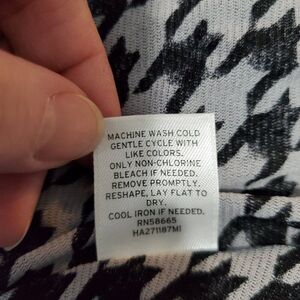 MACHINE WASH COLD
GENTLE CYCLE WITH
LIKE COLORS.
ONLY NON-CHLORINE
BLEACH IF NEEDED.
REMOVE PROMPTLY.
RESHAPE, LAY FLAT TO
DRY.
COOL IRON IF NEEDED.
RN58665
HA271187MI